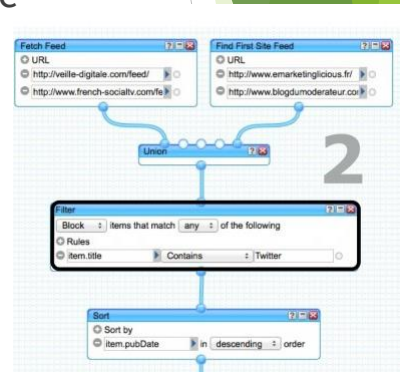 Fetch Feed
URL
http://veille-digitale.com/feed/
http://www.french-socialtv.com/fe
Find First Site Feed
URL
http://www.emarketinglicious.fr/
http://www.blogdumoderateur.co
Union
2
Filter
Block items that match any of the following
Rules
item.title Contains Twitter
Sort
Sort by
item.pubDate in descending order